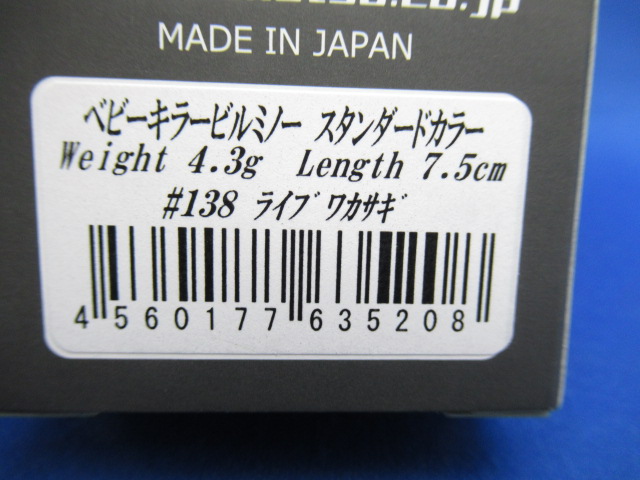 MADE IN JAPAN
ベビーキラービルミノー スタンダードカラー
Weight 4.3g Length 7.5cm
#138 ライブ ワカサギ
4 560177 635208